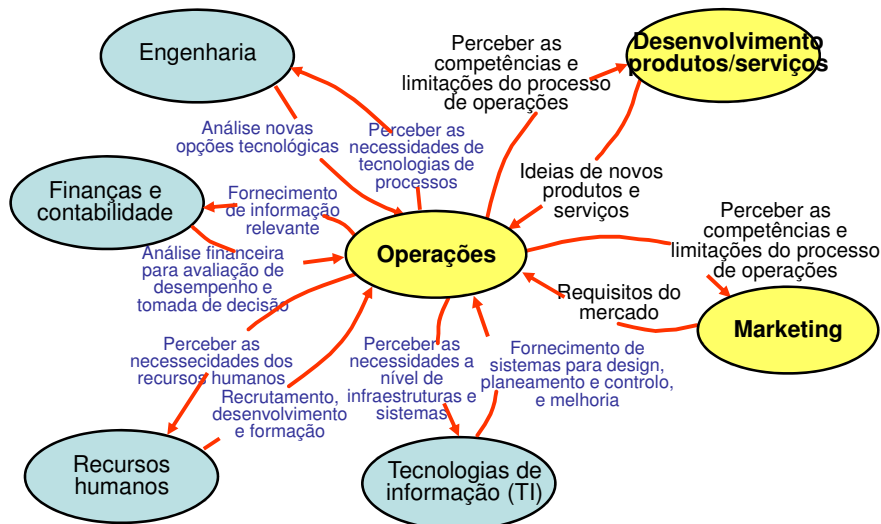 Engenharia
Perceber as
competências e
limitações do processo
de operações
Desenvolvimento
produtos/serviços
Análise novas
opções tecnológicas
Perceber as
necessidades de
tecnologias de
processos
Ideias de novos
produtos e
serviços
Finanças e
contabilidade
Fornecimento
de informação
relevante
Operações
Perceber as
competências e
limitações do processo
de operações
Análise financeira
para avaliação de
desempenho e
tomada de decisão
Requisitos do
mercado
Marketing
Perceber as
necessecidades dos
recursos humanos
Recrutamento,
desenvolvimento
e formação
Perceber as
necessidades a
nível de
infraestruturas e
sistemas
Fornecimento de
sistemas para design,
planeamento e controlo,
e melhoria
Recursos
humanos
Tecnologias de
informação (TI)